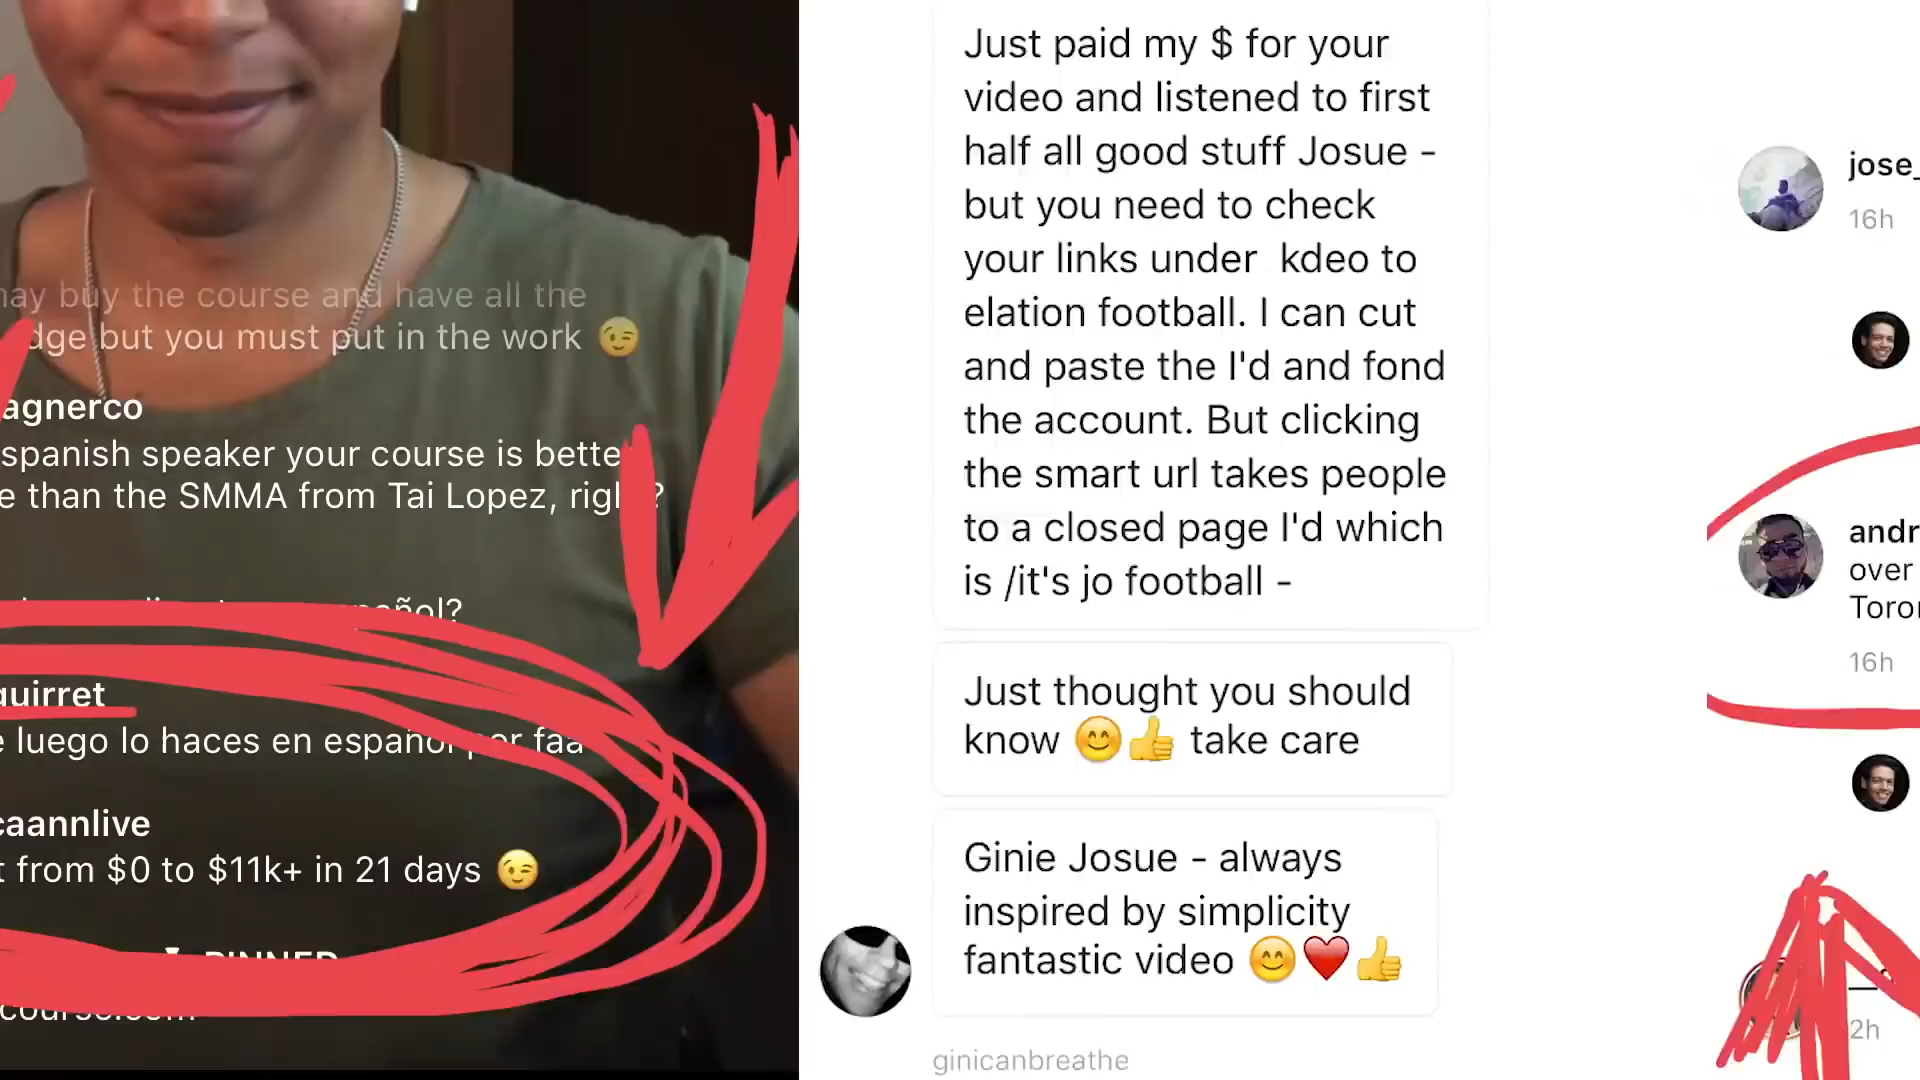 may buy the course and have all the
dge but you must put in the work 😉
agnerco
spanish speaker your course is bette
e than the SMMA from Tai Lopez, righ?
español?
guirret
e luego lo haces en español por faa
caannlive
t from $0 to $11k+ in 21 days 😉
PINNED
course.com
Just paid my $ for your
video and listened to first
half all good stuff Josue -
but you need to check
your links under kdeo to
elation football. I can cut
and paste the I'd and fond
the account. But clicking
the smart url takes people
to a closed page I'd which
is /it's jo football -
Just thought you should
know 😊👍 take care
Ginie Josue - always
inspired by simplicity
fantastic video 😊❤️👍
ginicanbreathe
jose_
16h
andr
over
Toron
16h
2h